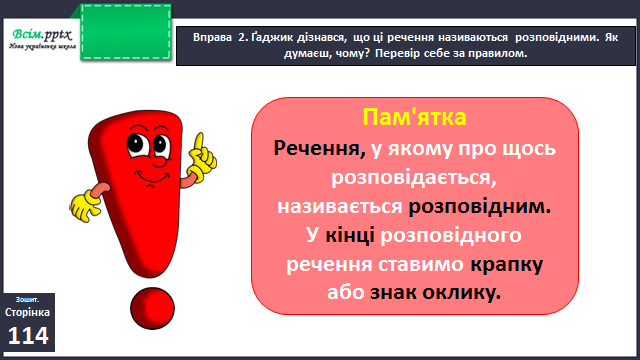 Всім.pptx
Нова українська школа
Вправа 2. Ґаджик дізнався, що ці речення називаються розповідними. Як
думаєш, чому? Перевір себе за правилом.
Пам'ятка
Речення, у якому про щось
розповідається,
називається розповідним.
У кінці розповідного
речення ставимо крапку
або знак оклику.
Зошит.
Сторінка
114